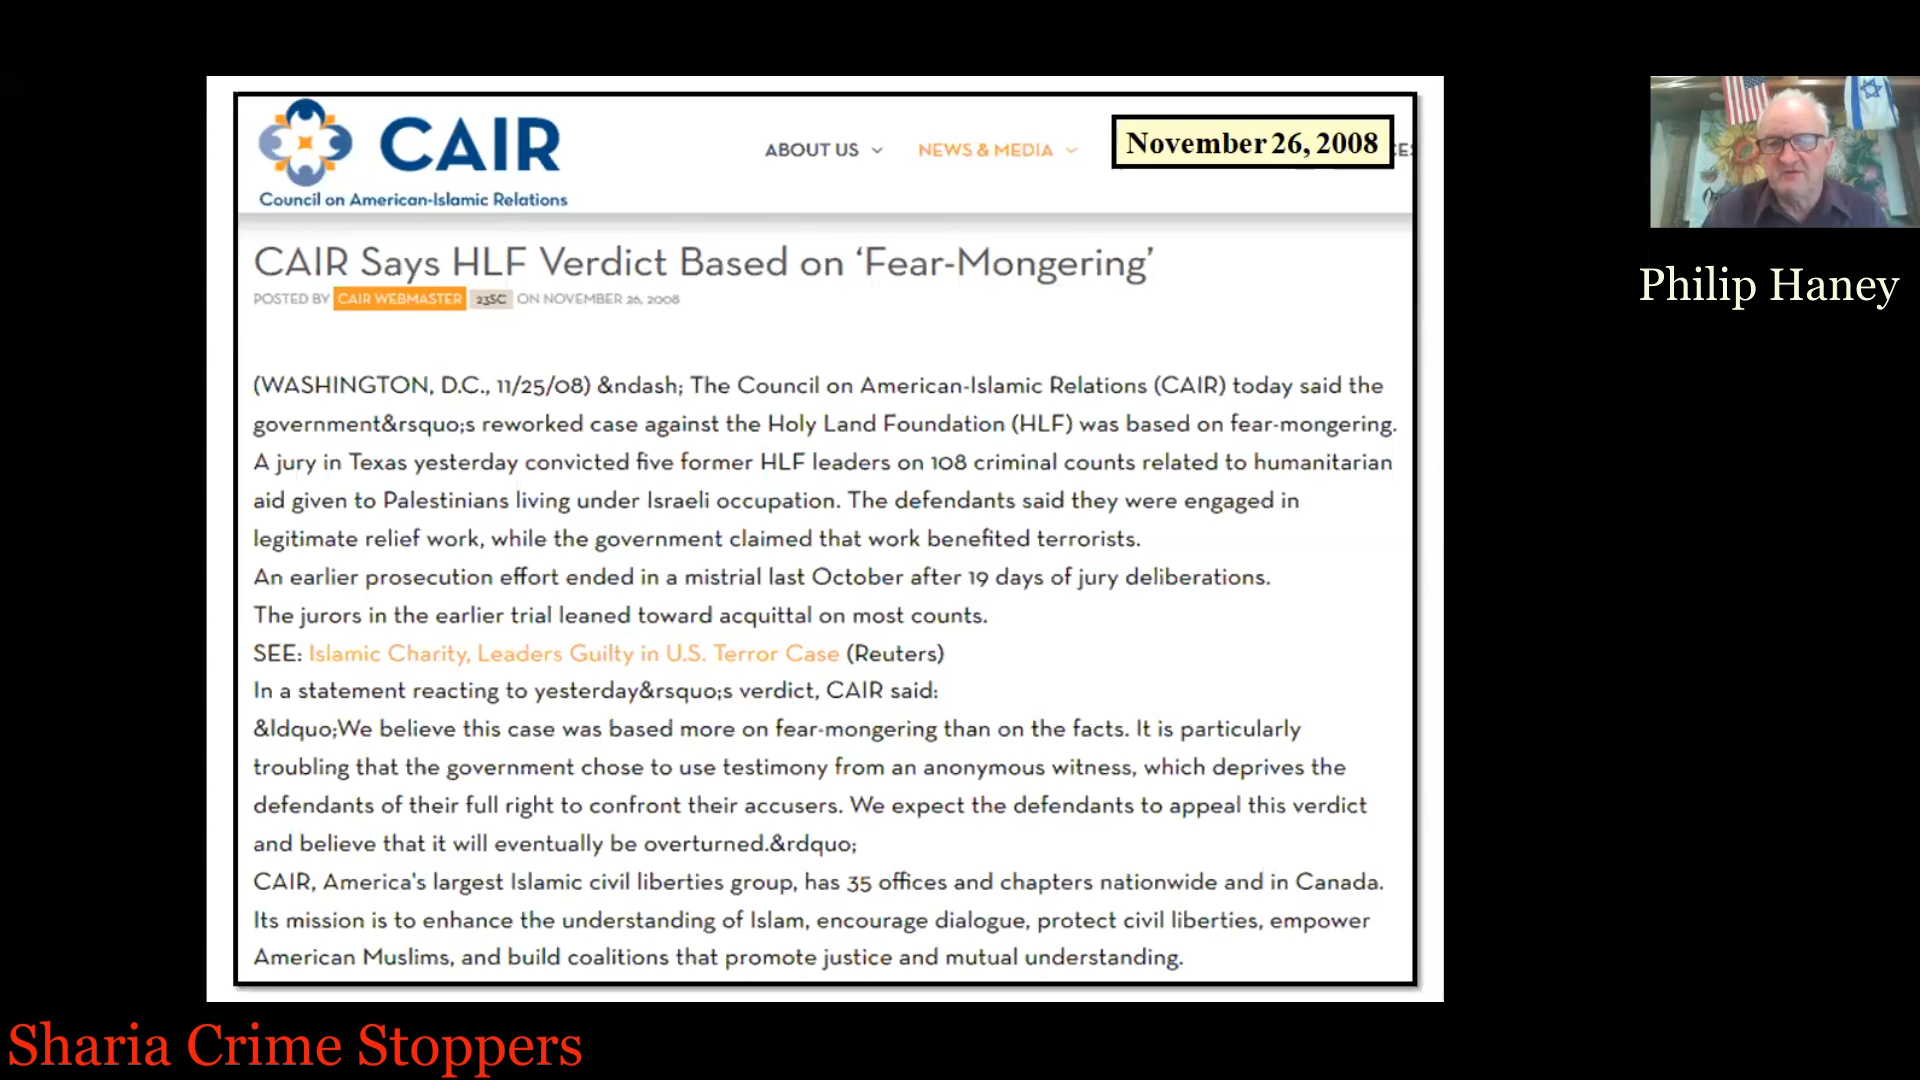 CAIR
Council on American-Islamic Relations
ABOUT US
NEWS & MEDIA
November 26, 2008
CAIR Says HLF Verdict Based on ‘Fear-Mongering’
POSTED BY CAIR WEBMASTER 23SC ON NOVEMBER 26, 2008
(WASHINGTON, D.C., 11/25/08) &ndash; The Council on American-Islamic Relations (CAIR) today said the
government&rsquo;s reworked case against the Holy Land Foundation (HLF) was based on fear-mongering.
A jury in Texas yesterday convicted five former HLF leaders on 108 criminal counts related to humanitarian
aid given to Palestinians living under Israeli occupation. The defendants said they were engaged in
legitimate relief work, while the government claimed that work benefited terrorists.
An earlier prosecution effort ended in a mistrial last October after 19 days of jury deliberations.
The jurors in the earlier trial leaned toward acquittal on most counts.
SEE: Islamic Charity, Leaders Guilty in U.S. Terror Case (Reuters)
In a statement reacting to yesterday&rsquo;s verdict, CAIR said:
&ldquo;We believe this case was based more on fear-mongering than on the facts. It is particularly
troubling that the government chose to use testimony from an anonymous witness, which deprives the
defendants of their full right to confront their accusers. We expect the defendants to appeal this verdict
and believe that it will eventually be overturned.&rdquo;
CAIR, America's largest Islamic civil liberties group, has 35 offices and chapters nationwide and in Canada.
Its mission is to enhance the understanding of Islam, encourage dialogue, protect civil liberties, empower
American Muslims, and build coalitions that promote justice and mutual understanding.
Philip Haney
Sharia Crime Stoppers